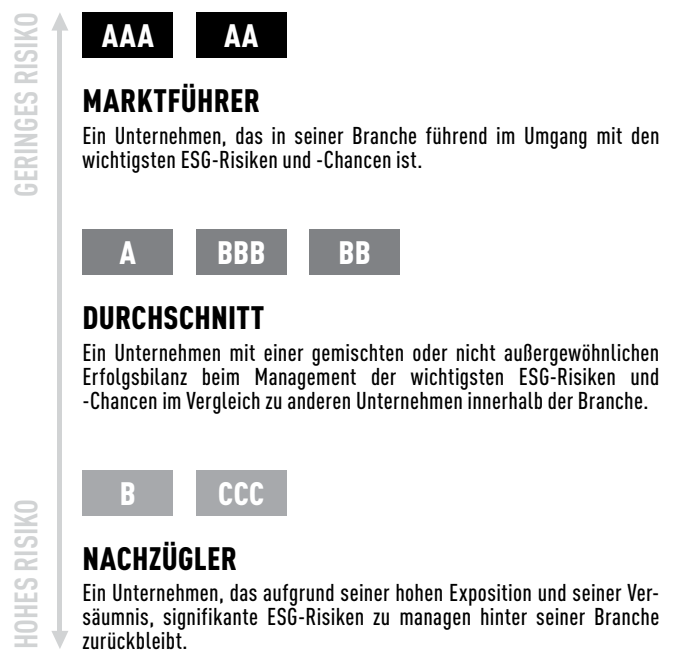 GERINGES RISIKO
AAA AA
MARKTFÜHRER
Ein Unternehmen, das in seiner Branche führend im Umgang mit den
wichtigsten ESG-Risiken und -Chancen ist.
A BBB BB
DURCHSCHNITT
Ein Unternehmen mit einer gemischten oder nicht außergewöhnlichen
Erfolgsbilanz beim Management der wichtigsten ESG-Risiken und
-Chancen im Vergleich zu anderen Unternehmen innerhalb der Branche.
HOHES RISIKO
B CCC
NACHZÜGLER
Ein Unternehmen, das aufgrund seiner hohen Exposition und seiner Ver-
säumnis, signifikante ESG-Risiken zu managen hinter seiner Branche
zurückbleibt.